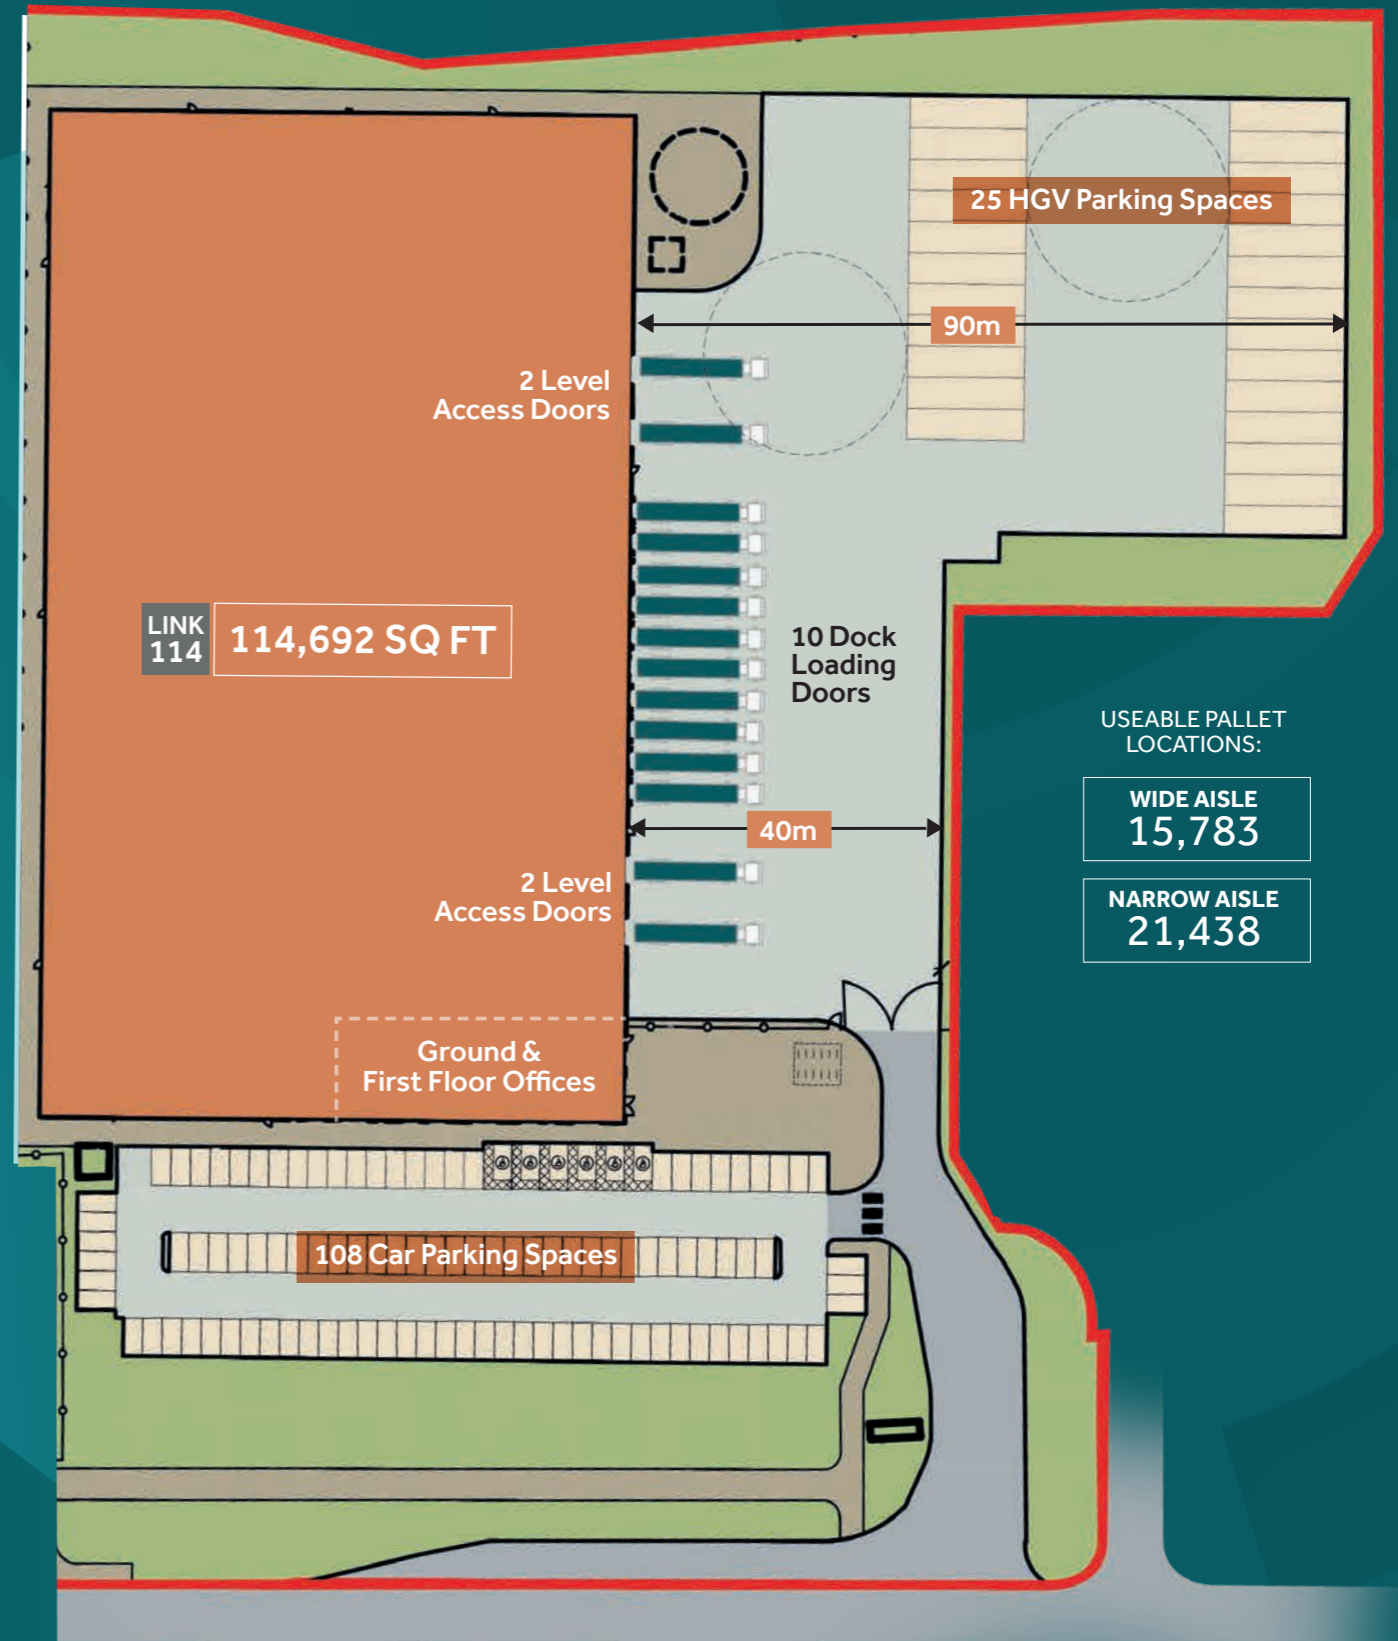 25 HGV Parking Spaces
90m
2 Level
Access Doors
LINK
114
114,692 SQ FT
10 Dock
Loading
Doors
USEABLE PALLET
LOCATIONS:
WIDE AISLE
15,783
NARROW AISLE
21,438
40m
2 Level
Access Doors
Ground &
First Floor Offices
108 Car Parking Spaces